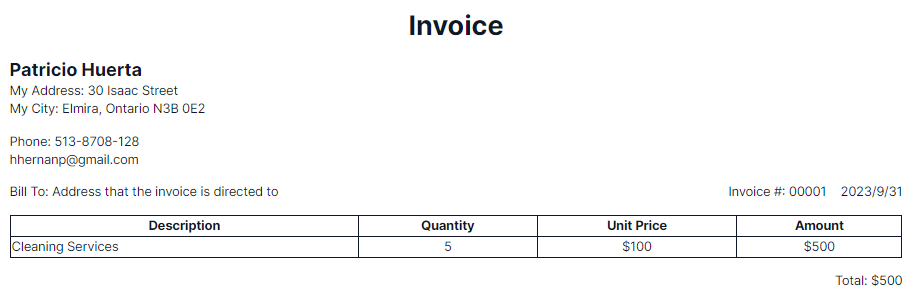 Invoice
Patricio Huerta
My Address: 30 Isaac Street
My City: Elmira, Ontario N3B 0E2
Phone: 513-8708-128
hhernanp@gmail.com
Bill To: Address that the invoice is directed to Invoice #: 00001 2023/9/31
Description Quantity Unit Price Amount
Cleaning Services 5 $100 $500
Total: $500